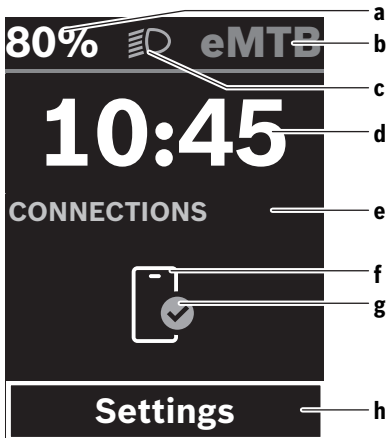 a
80% eMTB b
c
10:45 d
CONNECTIONS e
f
g
Settings h